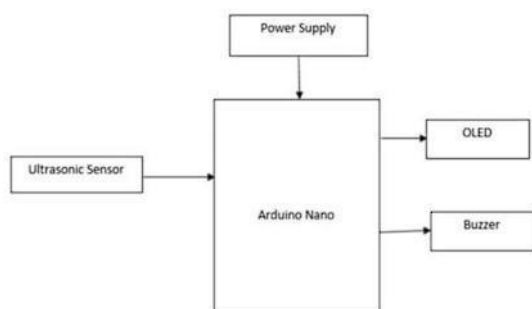 Power Supply
OLED
Ultrasonic Sensor
Arduino Nano
Buzzer